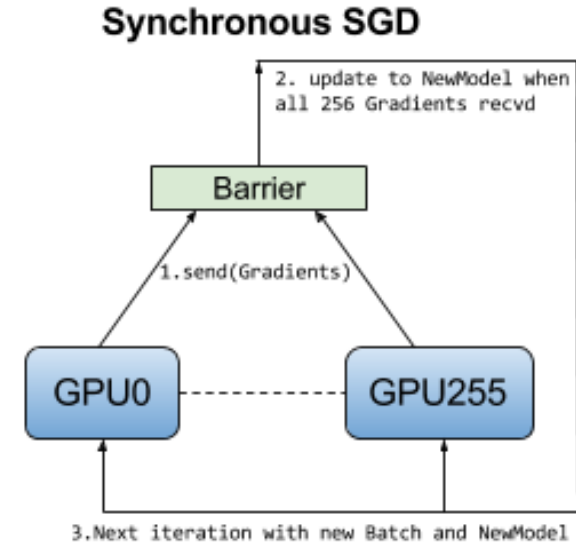 Synchronous SGD
2. update to NewModel when
all 256 Gradients recvd
Barrier
1.send(Gradients)
GPU0
GPU255
3.Next iteration with new Batch and NewModel